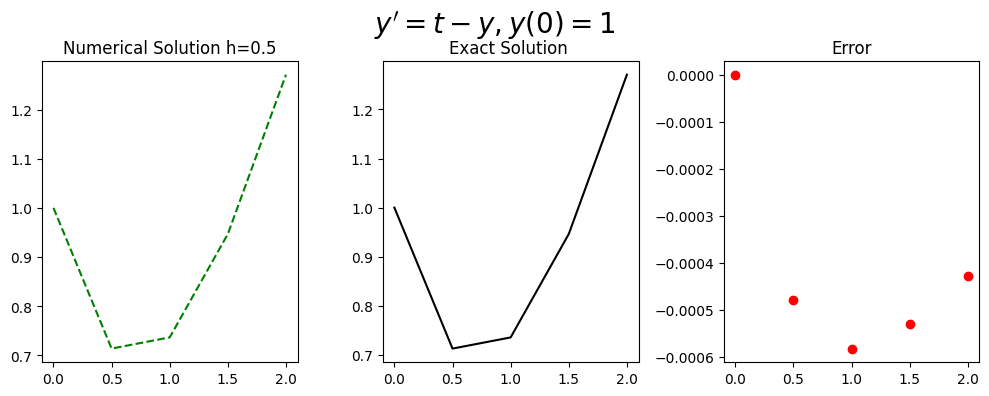 y′ = t − y, y(0) = 1
Numerical Solution h=0.5
Exact Solution
Error
1.2
1.1
1.0
0.9
0.8
0.7
0.0 0.5 1.0 1.5 2.0
1.2
1.1
1.0
0.9
0.8
0.7
0.0 0.5 1.0 1.5 2.0
0.0000
−0.0001
−0.0002
−0.0003
−0.0004
−0.0005
−0.0006
0.0 0.5 1.0 1.5 2.0